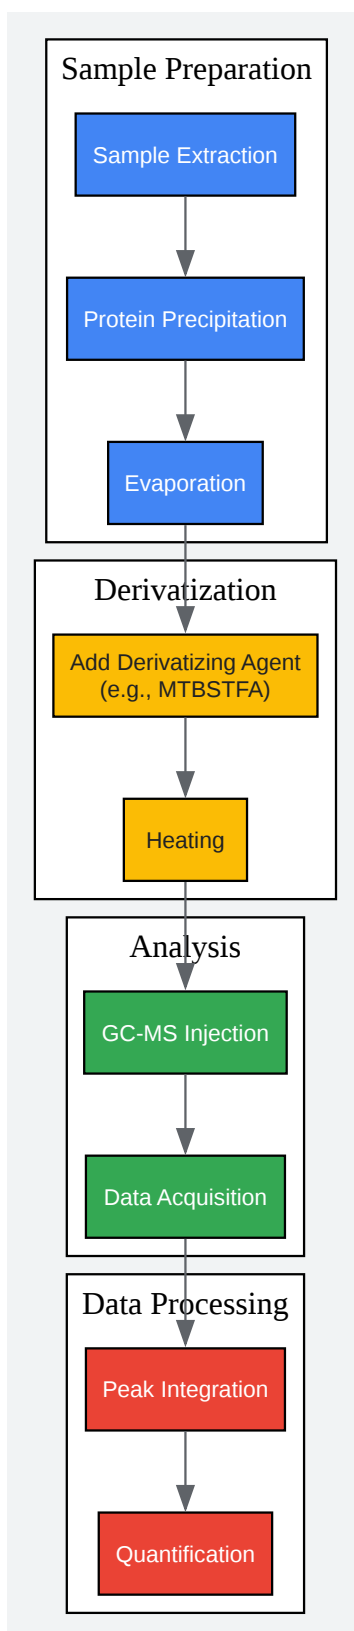 Sample Preparation
Sample Extraction
Protein Precipitation
Evaporation
Derivatization
Add Derivatizing Agent
(e.g., MTBSTFA)
Heating
Analysis
GC-MS Injection
Data Acquisition
Data Processing
Peak Integration
Quantification